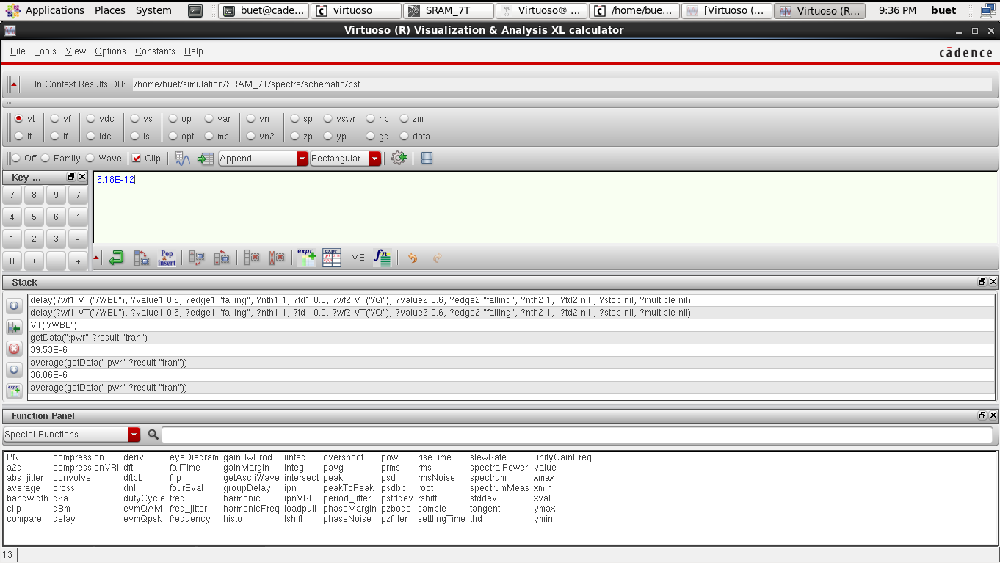 Applications Places System buet@cade... virtuoso SRAM_7T Virtuoso® ... /home/bue... [Virtuoso (... Virtuoso (R... 9:36 PM buet
Virtuoso (R) Visualization & Analysis XL calculator
File Tools View Options Constants Help cādence
In Context Results DB: /home/buet/simulation/SRAM_7T/spectre/schematic/psf
vt vf vdc vs op var vn sp vswr hp zm
it if idc is opt mp vn2 zp yp gd data
Off Family Wave Clip Append Rectangular
Key ...
6.18E-12
7 8 9 /
4 5 6 *
1 2 3 -
0 ± . +
Pop & insert expr expr ME fn
Stack
delay(?wf1 VT("/WBL"), ?value1 0.6, ?edge1 "falling", ?nth1 1, ?td1 0.0, ?wf2 VT("/Q"), ?value2 0.6, ?edge2 "falling", ?nth2 1, ?td2 nil , ?stop nil, ?multiple nil)
delay(?wf1 VT("/WBL"), ?value1 0.6, ?edge1 "falling", ?nth1 1, ?td1 0.0, ?wf2 VT("/Q"), ?value2 0.6, ?edge2 "falling", ?nth2 1, ?td2 nil , ?stop nil, ?multiple nil)
VT("/WBL")
getData(":pwr" ?result "tran")
39.53E-6
average(getData(":pwr" ?result "tran"))
36.86E-6
average(getData(":pwr" ?result "tran"))
expr
Function Panel
Special Functions
PN compression deriv eyeDiagram gainBwProd iinteg overshoot pow riseTime slewRate unityGainFreq
a2d compressionVRI dft fallTime gainMargin integ pavg prms rms spectralPower value
abs_jitter convolve dftbb flip getAsciiWave intersect peak psd rmsNoise spectrum xmax
average cross dnl fourEval groupDelay ipn peakToPeak psdbb root spectrumMeas xmin
bandwidth d2a dutyCycle freq harmonic ipnVRI period_jitter pstddev rshift stddev xval
clip dBm evmQAM freq_jitter harmonicFreq loadpull phaseMargin pzbode sample tangent ymax
compare delay evmQpsk frequency histo lshift phaseNoise pzfilter settlingTime thd ymin
13